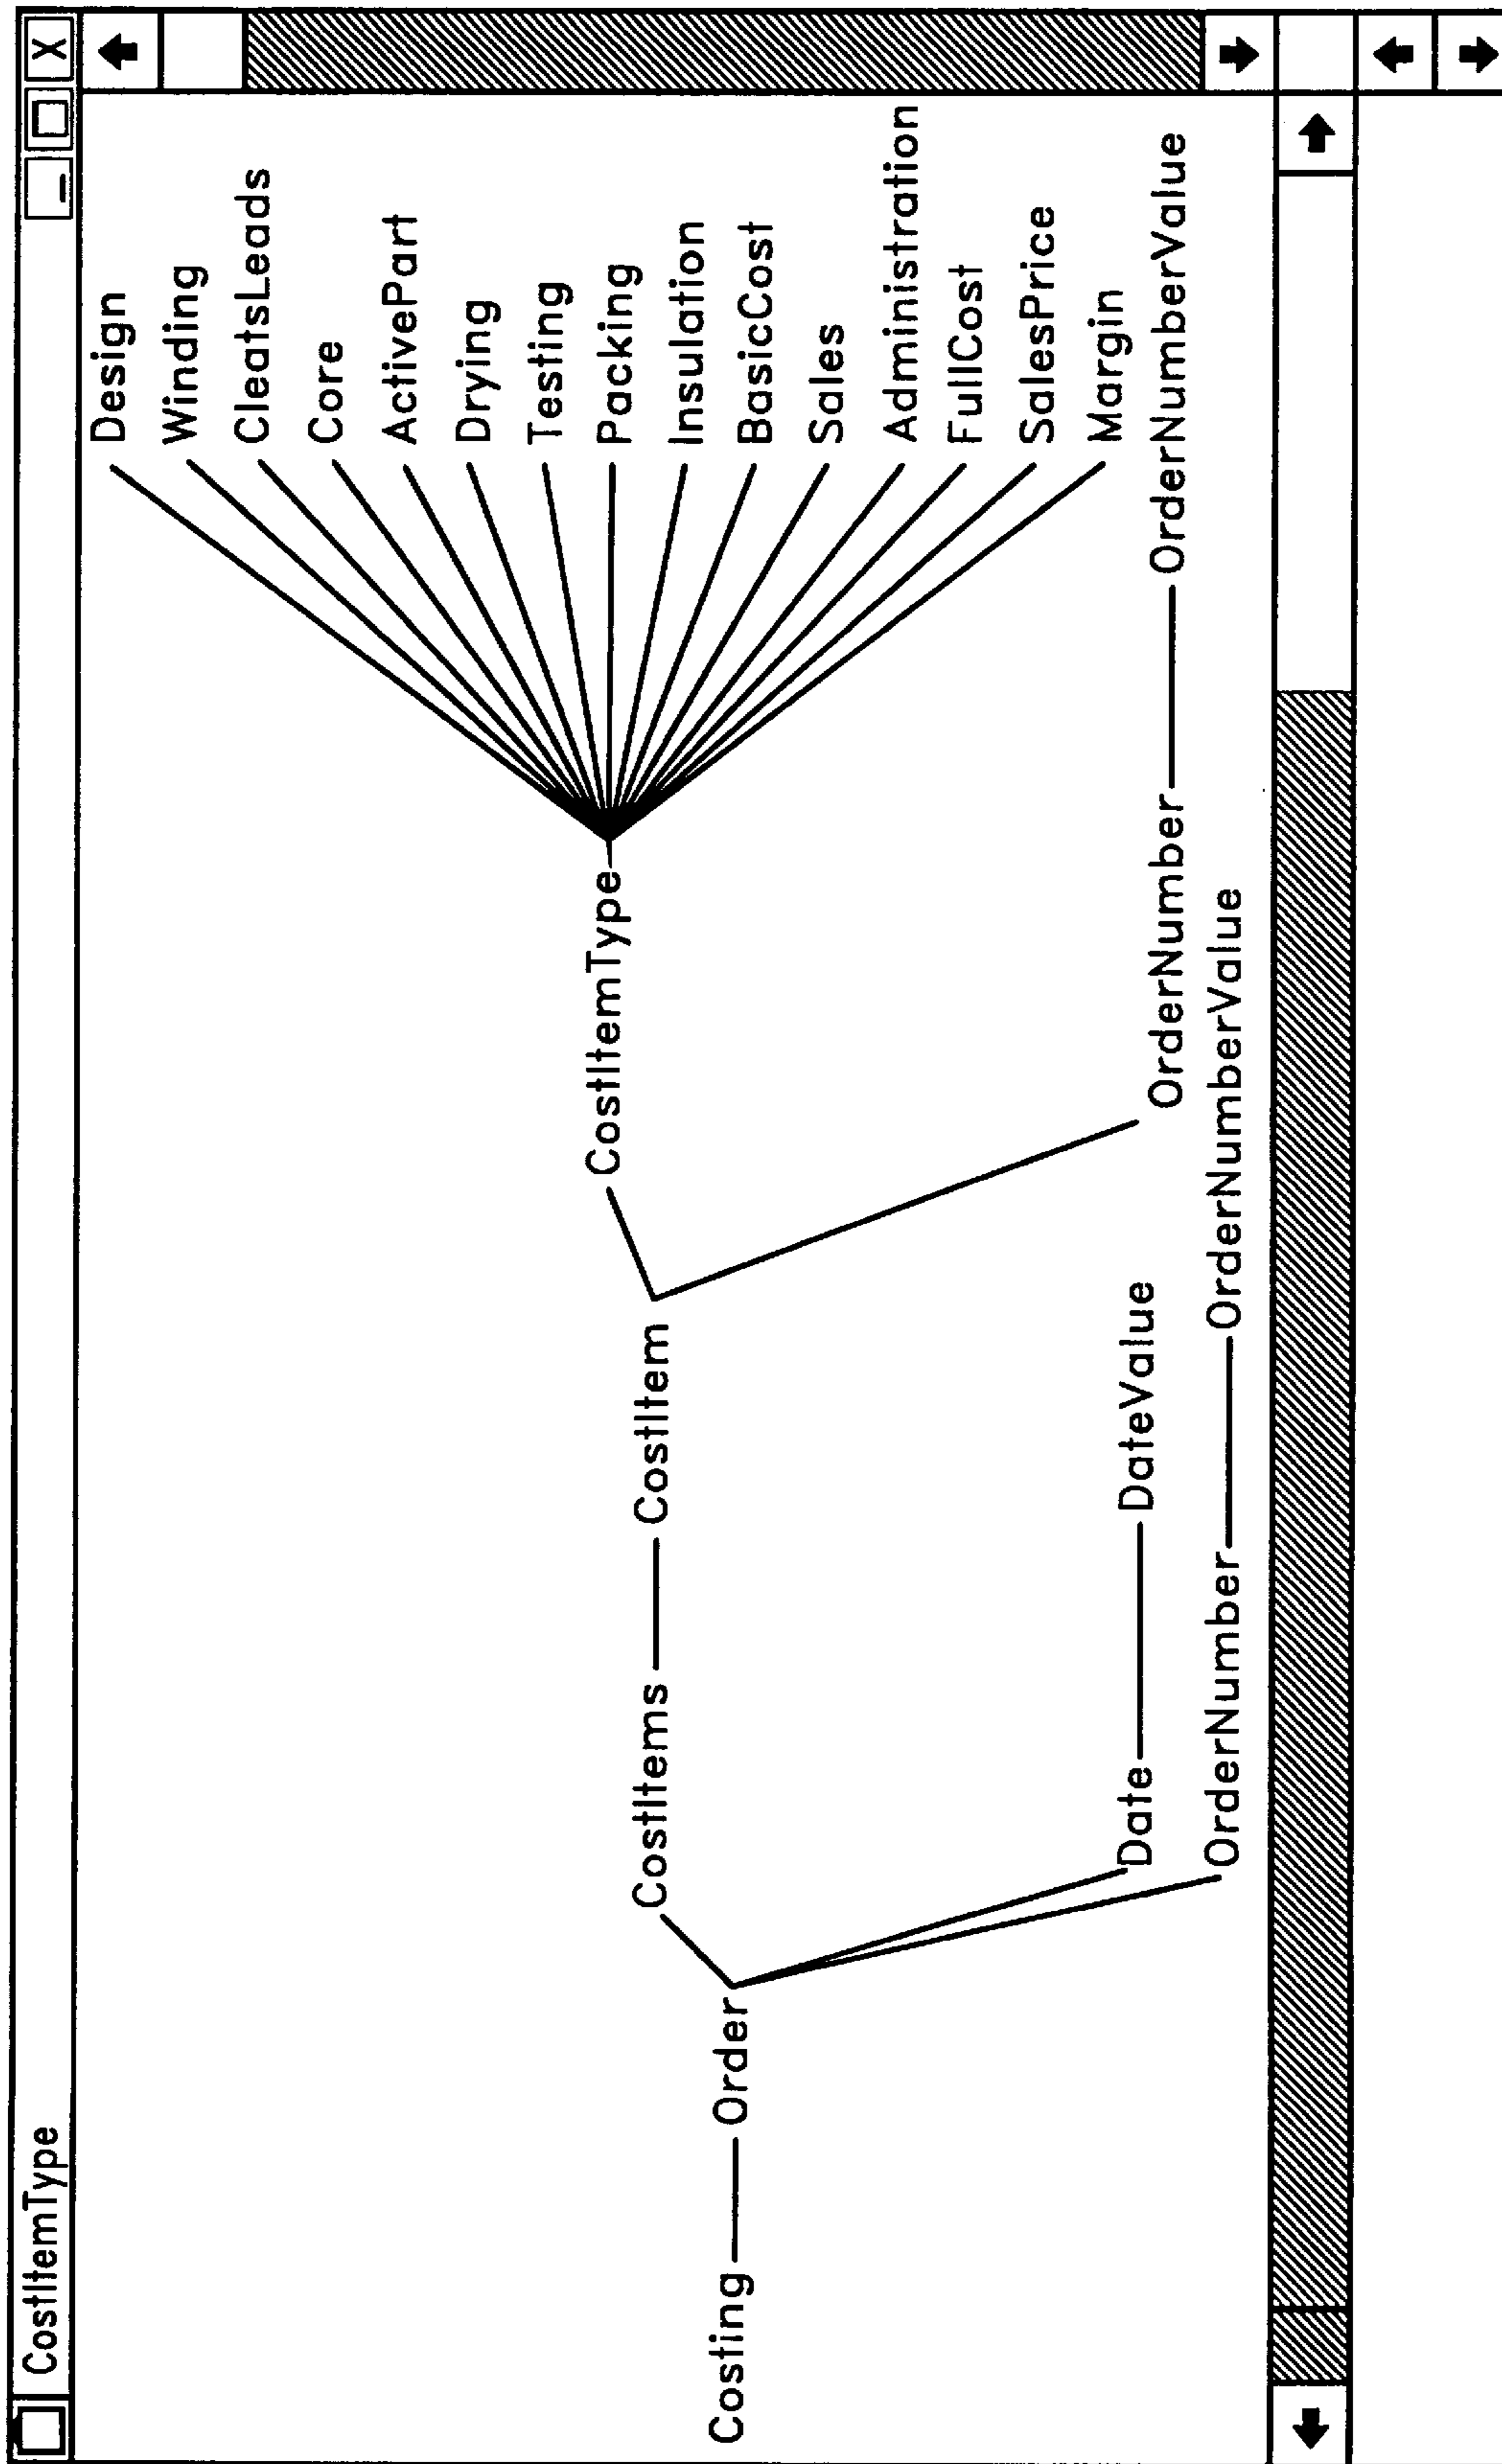 CostItemType
_ □ X
Design
Winding
CleatsLeads
Core
ActivePart
Drying
Testing
Packing
Insulation
BasicCost
Sales
Administration
FullCost
SalesPrice
Margin
CostItemType
Costing Order CostItems CostItem
Date DateValue
OrderNumber OrderNumberValue
OrderNumber OrderNumberValue